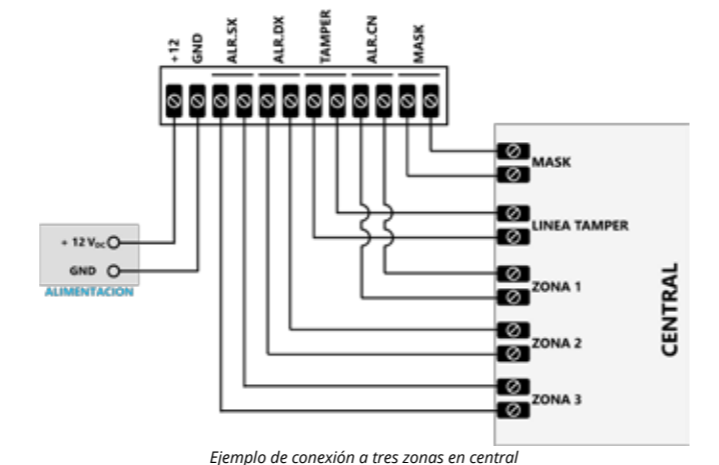 +12
GND
ALR.SX
ALR.DX
TAMPER
ALR.CN
MASK
MASK
LINEA TAMPER
+ 12 VDC
GND
ALIMENTACION
ZONA 1
ZONA 2
ZONA 3
CENTRAL
Ejemplo de conexión a tres zonas en central